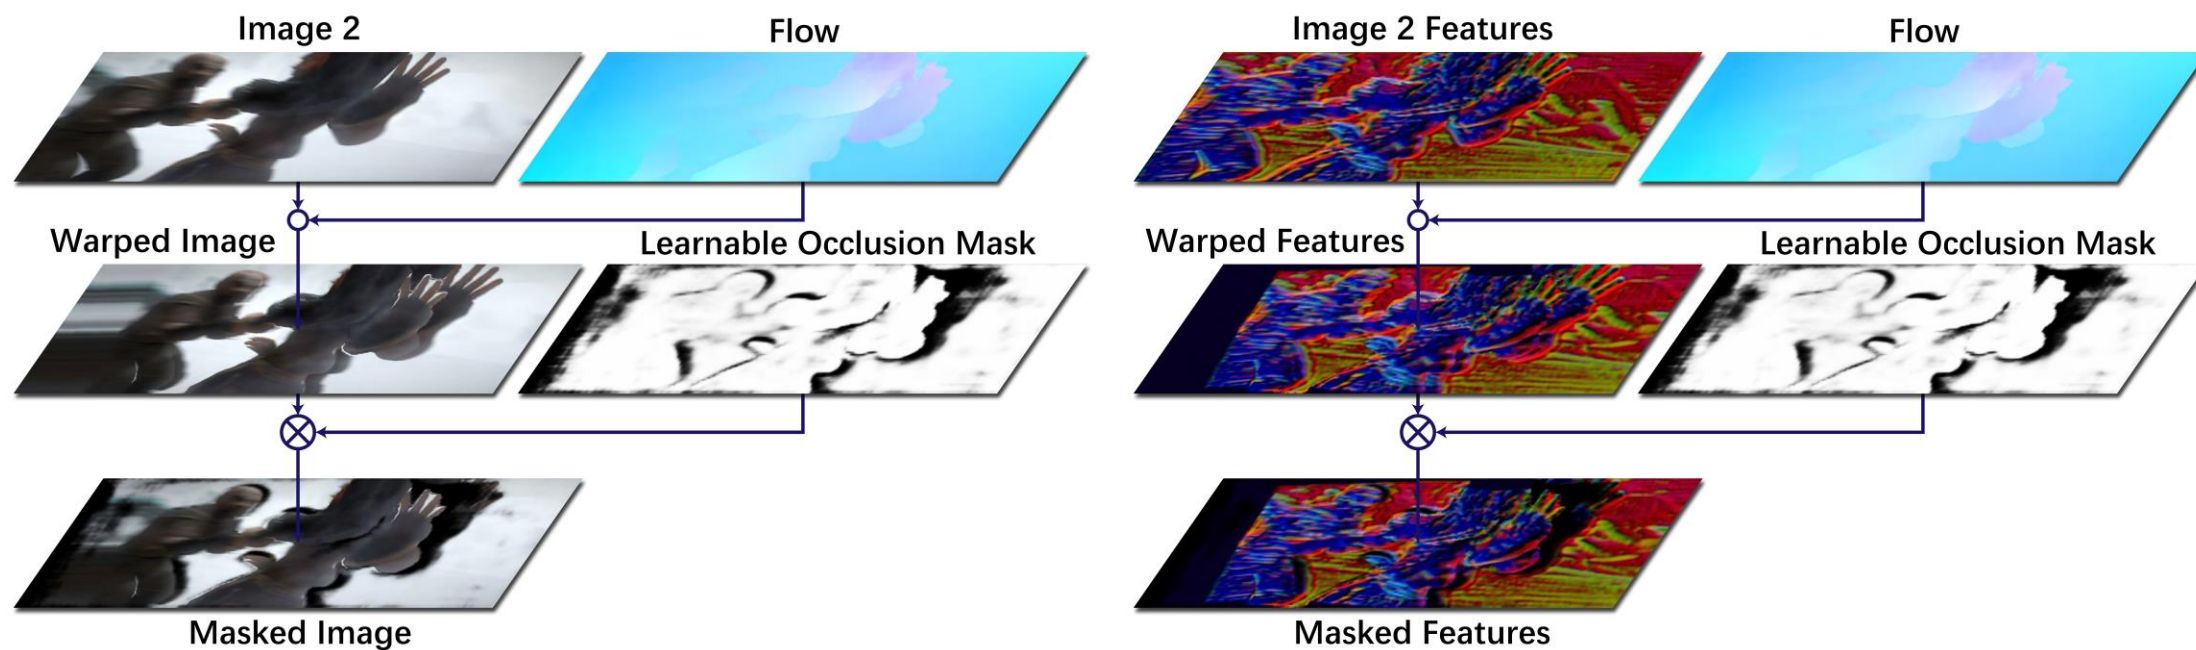 Image 2
Flow
Warped Image
Learnable Occlusion Mask
Masked Image
Image 2 Features
Flow
Warped Features
Learnable Occlusion Mask
Masked Features